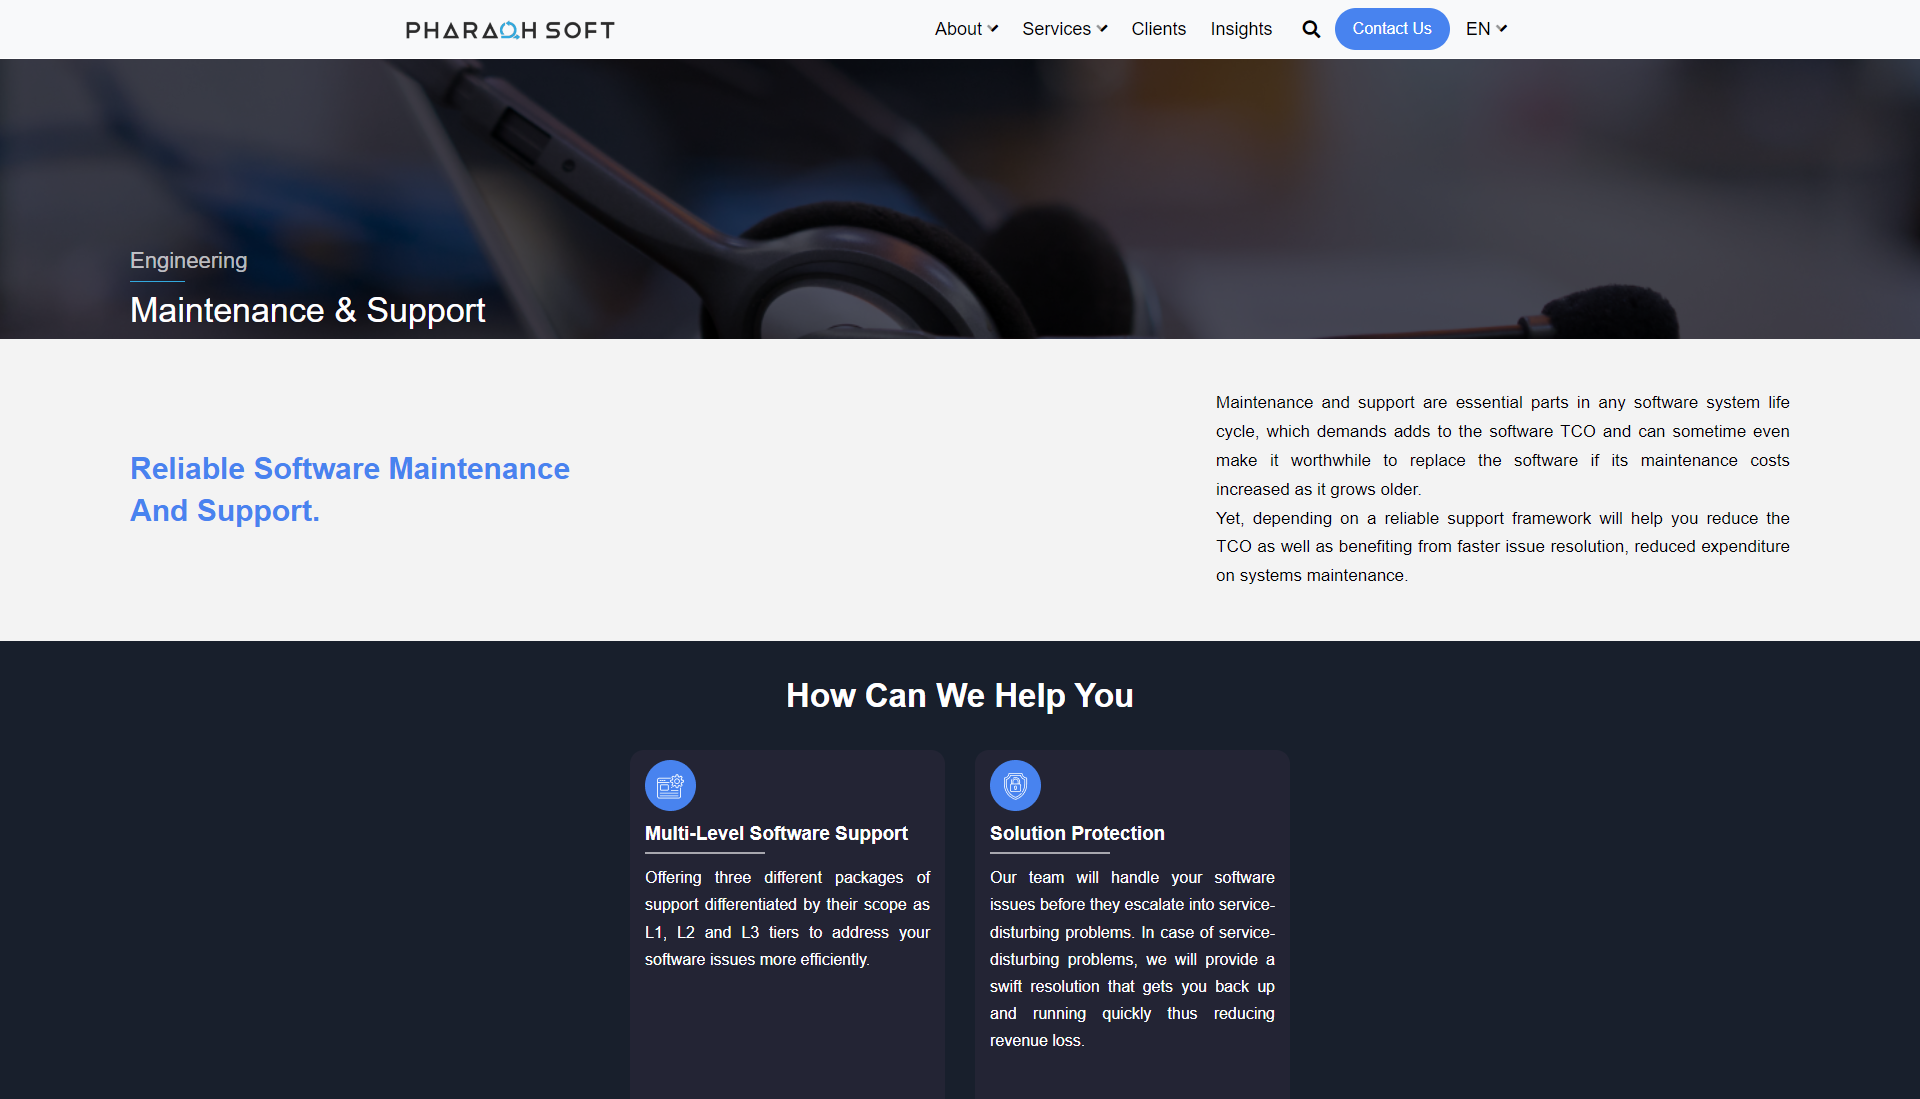 PHARAOH SOFT
About
Services
Clients
Insights
Contact Us
EN
Engineering
Maintenance & Support
Reliable Software Maintenance
And Support.
Maintenance and support are essential parts in any software system life
cycle, which demands adds to the software TCO and can sometime even
make it worthwhile to replace the software if its maintenance costs
increased as it grows older.
Yet, depending on a reliable support framework will help you reduce the
TCO as well as benefiting from faster issue resolution, reduced expenditure
on systems maintenance.
How Can We Help You
Multi-Level Software Support
Offering three different packages of
support differentiated by their scope as
L1, L2 and L3 tiers to address your
software issues more efficiently.
Solution Protection
Our team will handle your software
issues before they escalate into service-
disturbing problems. In case of service-
disturbing problems, we will provide a
swift resolution that gets you back up
and running quickly thus reducing
revenue loss.